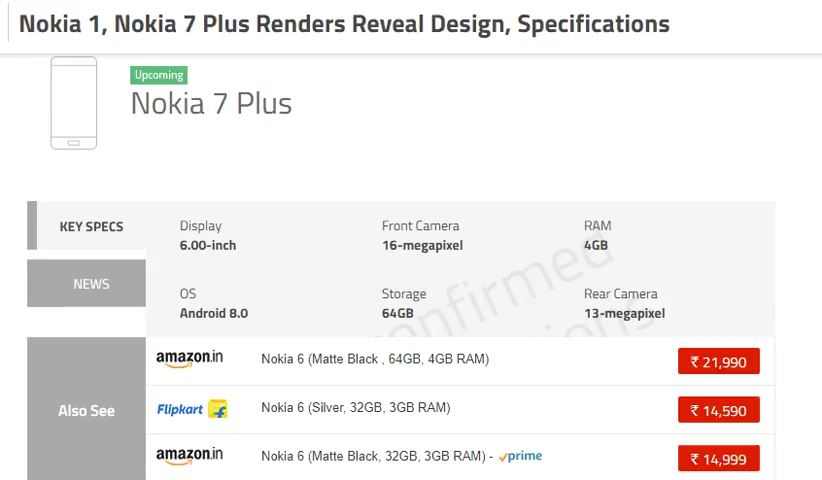 Nokia 1, Nokia 7 Plus Renders Reveal Design, Specifications
Upcoming
Nokia 7 Plus
KEY SPECS
NEWS
Display
6.00-inch
Front Camera
16-megapixel
RAM
4GB
OS
Android 8.0
Storage
64GB
Rear Camera
13-megapixel
Also See
amazon.in Nokia 6 (Matte Black , 64GB, 4GB RAM) ₹ 21,990
Flipkart Nokia 6 (Silver, 32GB, 3GB RAM) ₹ 14,590
amazon.in Nokia 6 (Matte Black, 32GB, 3GB RAM) - prime ₹ 14,999